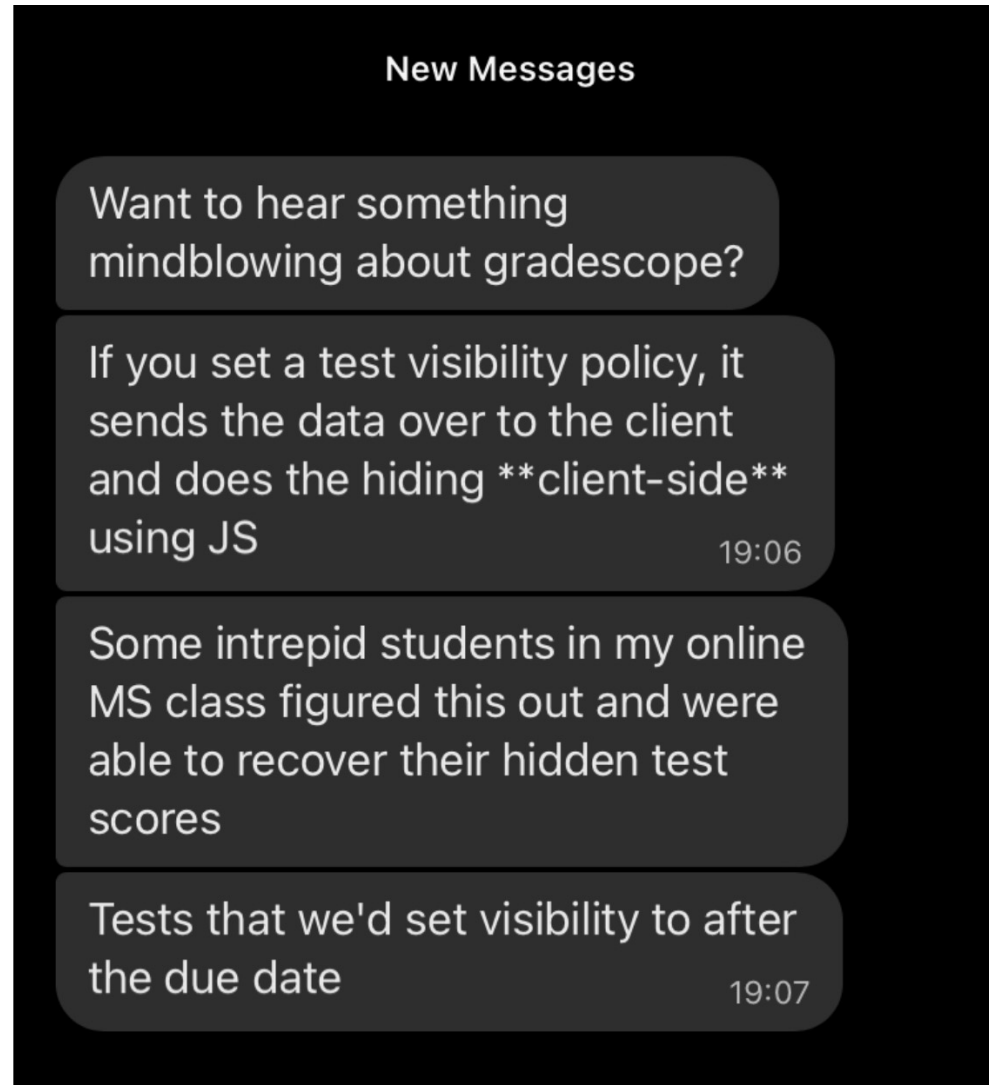 New Messages
Want to hear something
mindblowing about gradescope?
If you set a test visibility policy, it
sends the data over to the client
and does the hiding **client-side**
using JS
19:06
Some intrepid students in my online
MS class figured this out and were
able to recover their hidden test
scores
Tests that we'd set visibility to after
the due date
19:07